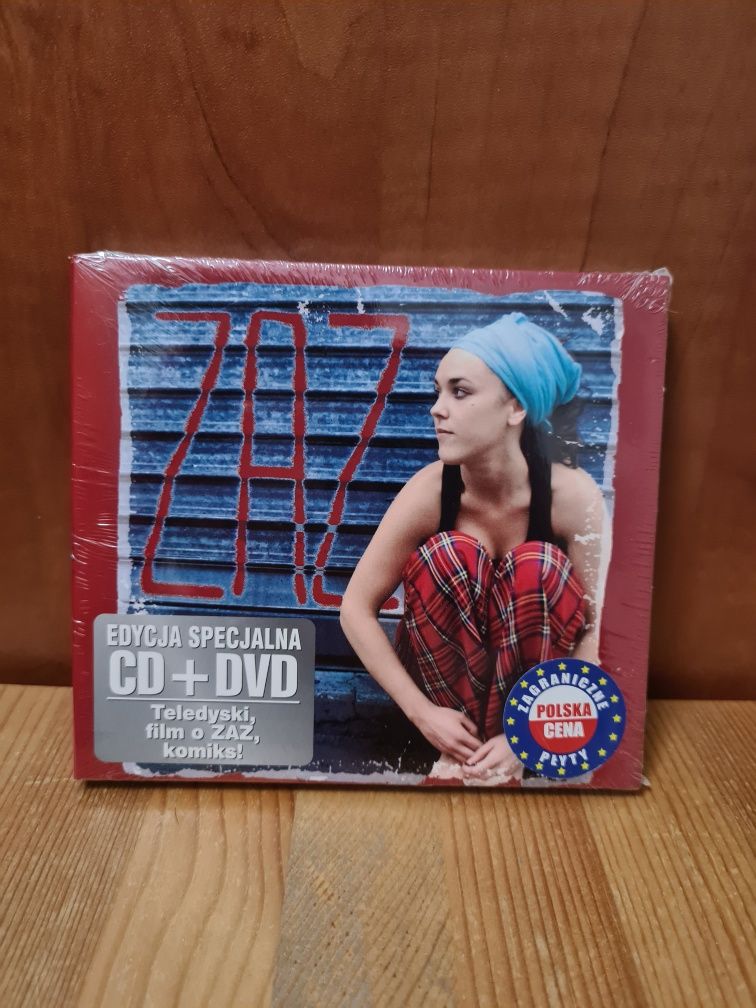 ZAZ
EDYCJA SPECJALNA
CD + DVD
Teledyski,
film o ZAZ,
komiks!
ZAGRANICZNE
POLSKA
CENA
PŁYTY